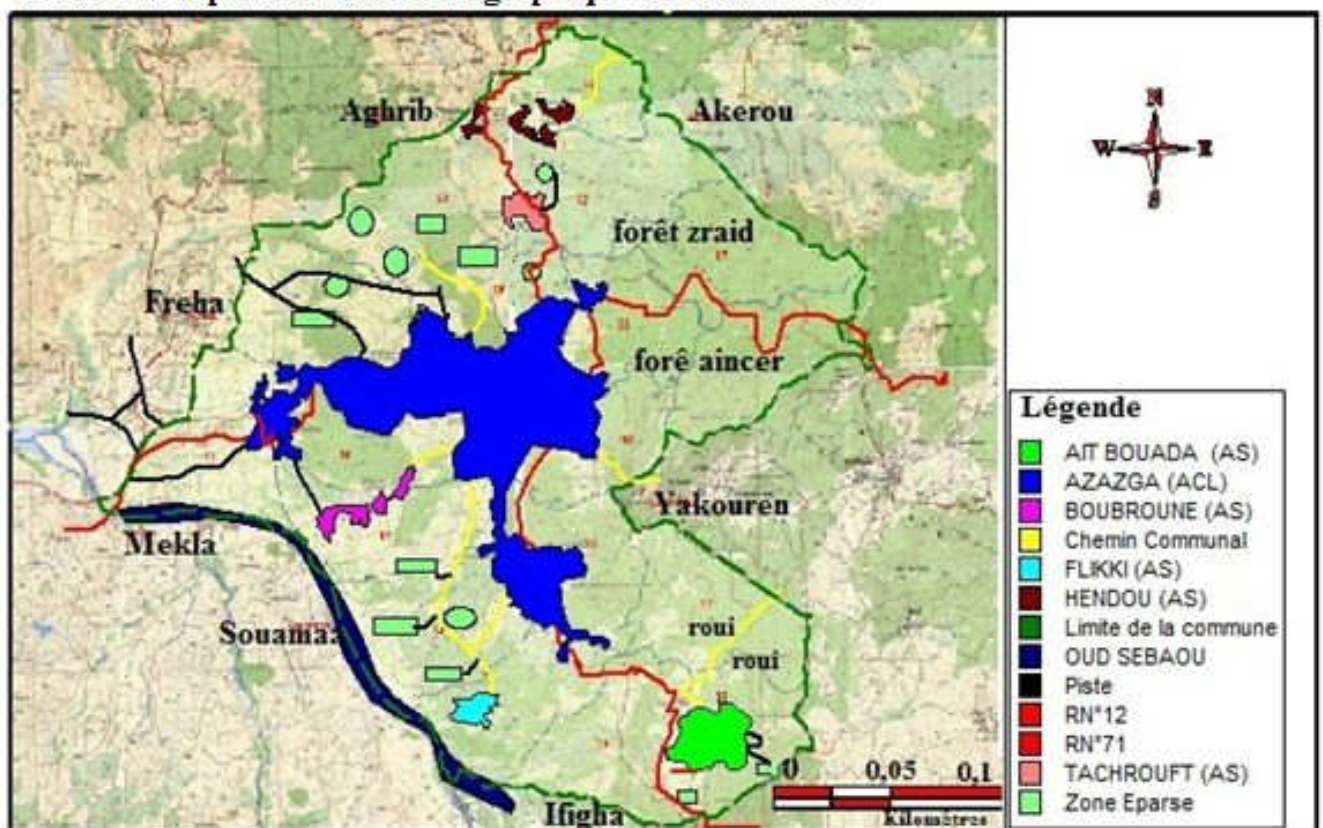 Aghrib
Akerou
forêt zraid
Freha
forê aincer
Yakouren
Mekla
Souamaa
roui
roui
Ifigha
0 0,05 0,1
Kilomètres
N
W E
S
Légende
AIT BOUADA (AS)
AZAZGA (ACL)
BOUBROUNE (AS)
Chemin Communal
FLIKKI (AS)
HENDOU (AS)
Limite de la commune
OUD SEBAOU
Piste
RN°12
RN°71
TACHROUFT (AS)
Zone Eparse